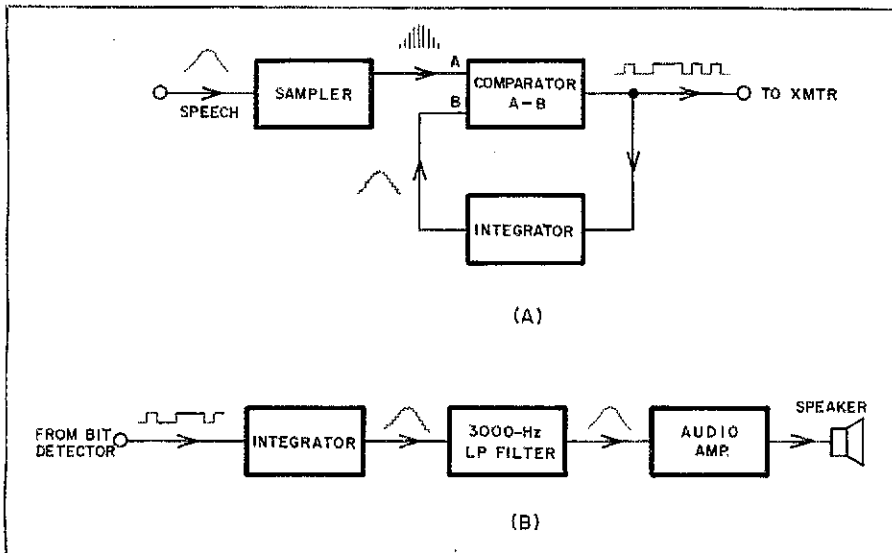 SPEECH
SAMPLER
A
B
COMPARATOR
A-B
TO XMTR
INTEGRATOR
(A)
FROM BIT
DETECTOR
INTEGRATOR
3000-Hz
LP FILTER
AUDIO
AMP.
SPEAKER
(B)